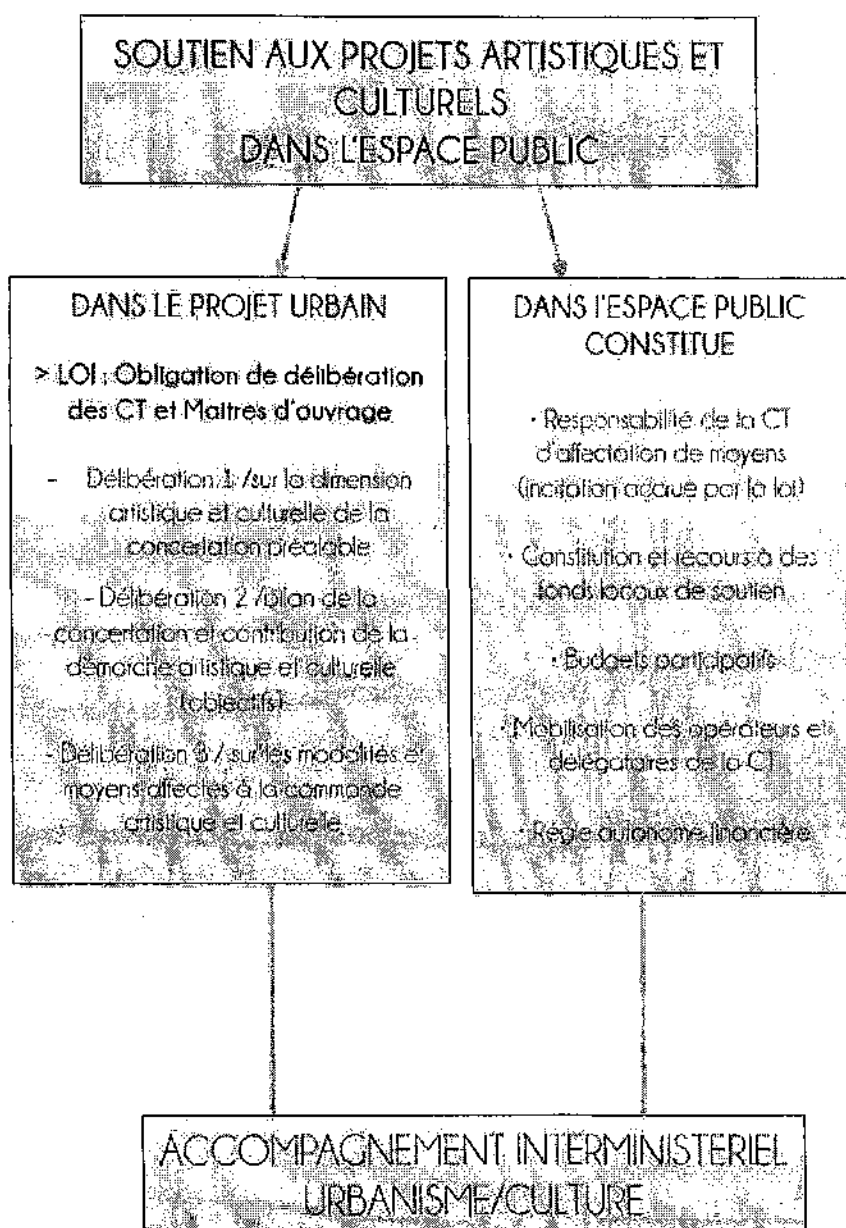 SOUTIEN AUX PROJETS ARTISTIQUES ET
CULTURELS
DANS L'ESPACE PUBLIC
DANS LE PROJET URBAIN
> LOI : Obligation de délibération
des CT et Maîtres d'ouvrage
- Délibération 1 /sur la dimension
artistique et culturelle de la
concertation préalable
- Délibération 2 /bilan de la
concertation et contribution de la
démarche artistique et culturelle
(objectifs)
- Délibération 3 / sur les modalités et
moyens affectés à la commande
artistique et culturelle
DANS l'ESPACE PUBLIC
CONSTITUE
• Responsabilité de la CT
d'affectation de moyens
(incitation accrue par la loi)
• Constitution et recours à des
fonds locaux de soutien
• Budgets participatifs
• Mobilisation des opérateurs et
délégataires de la CT
• Régie autonome financière
ACCOMPAGNEMENT INTERMINISTERIEL
URBANISME/CULTURE